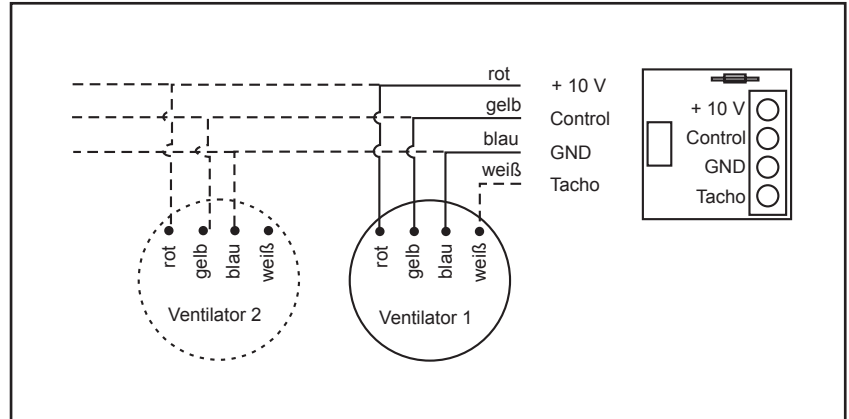 rot
+ 10 V
gelb
Control
blau
GND
weiß
Tacho
+ 10 V
Control
GND
Tacho
rot
gelb
blau
weiß
Ventilator 2
rot
gelb
blau
weiß
Ventilator 1